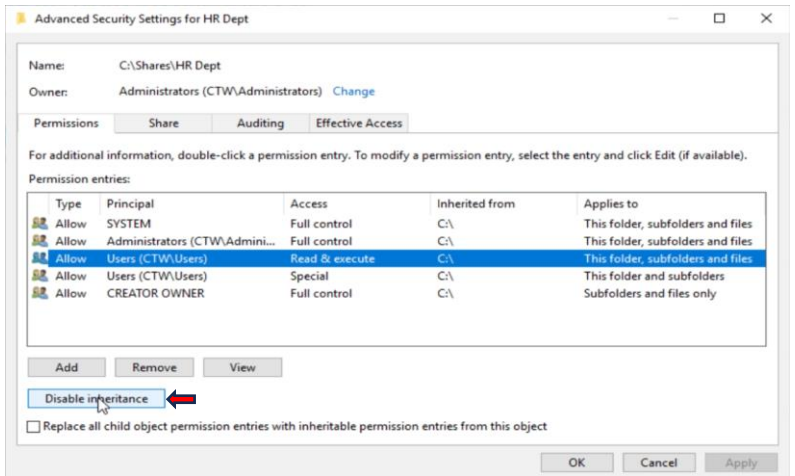 Advanced Security Settings for HR Dept
Name: C:\Shares\HR Dept
Owner: Administrators (CTW\Administrators) Change
Permissions Share Auditing Effective Access
For additional information, double-click a permission entry. To modify a permission entry, select the entry and click Edit (if available).
Permission entries:
Type Principal Access Inherited from Applies to
Allow SYSTEM Full control C:\ This folder, subfolders and files
Allow Administrators (CTW\Admini... Full control C:\ This folder, subfolders and files
Allow Users (CTW\Users) Read & execute C:\ This folder, subfolders and files
Allow Users (CTW\Users) Special C:\ This folder and subfolders
Allow CREATOR OWNER Full control C:\ Subfolders and files only
Add Remove View
Disable inheritance
Replace all child object permission entries with inheritable permission entries from this object
OK Cancel Apply